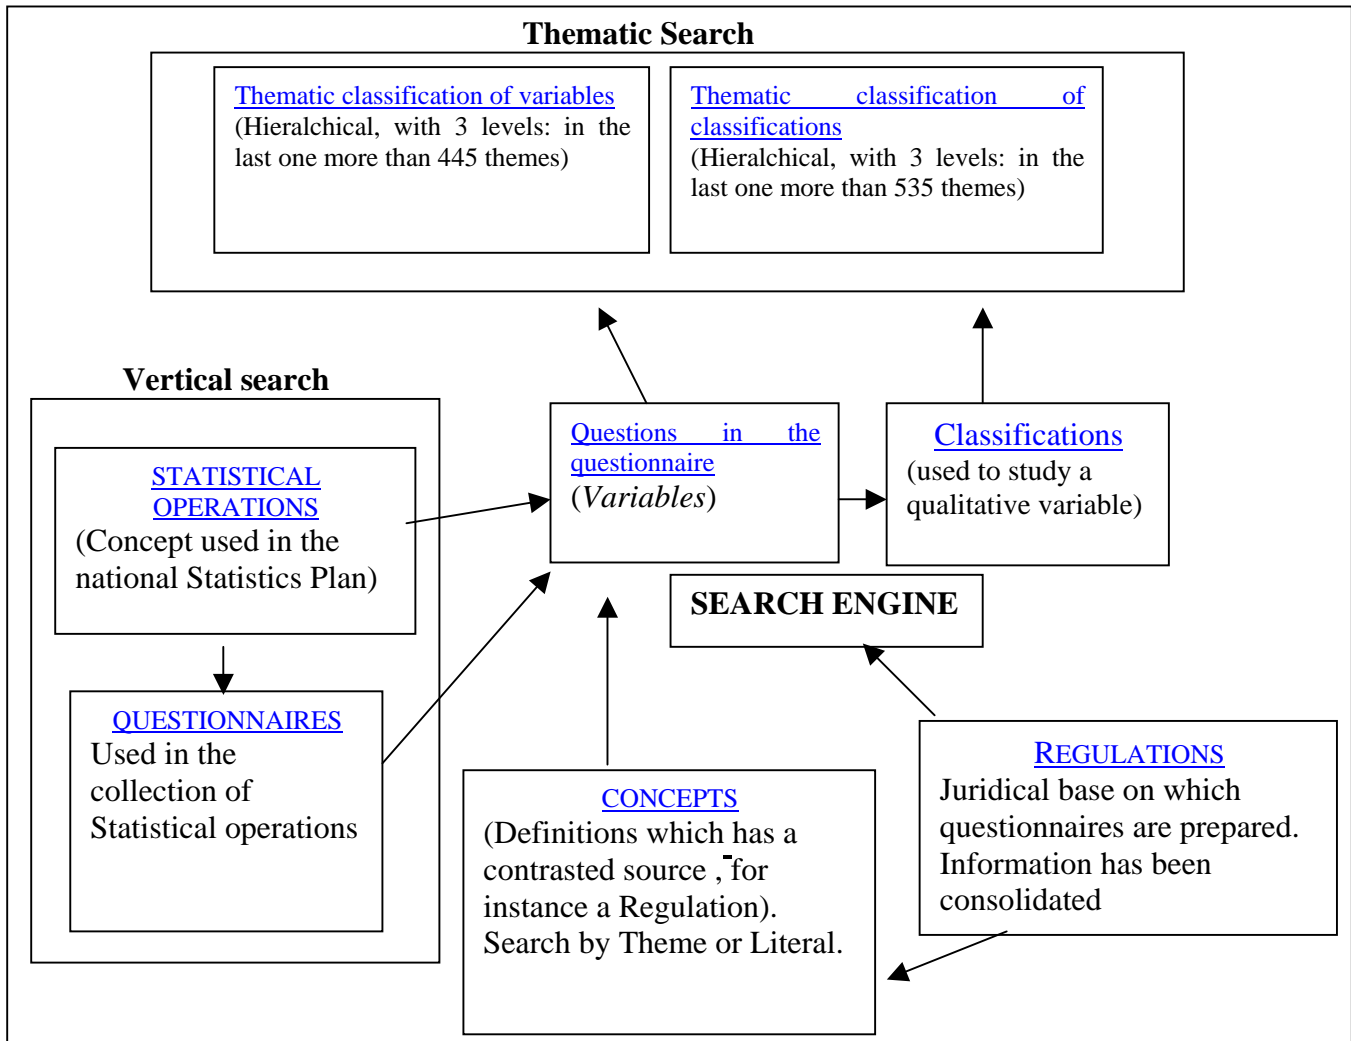 Thematic Search
Thematic classification of variables
(Hieralchical, with 3 levels: in the
last one more than 445 themes)
Thematic classification of
classifications
(Hieralchical, with 3 levels: in the
last one more than 535 themes)
Vertical search
STATISTICAL
OPERATIONS
(Concept used in the
national Statistics Plan)
QUESTIONNAIRES
Used in the
collection of
Statistical operations
Questions in the
questionnaire
(Variables)
Classifications
(used to study a
qualitative variable)
SEARCH ENGINE
CONCEPTS
(Definitions which has a
contrasted source , for
instance a Regulation).
Search by Theme or Literal.
REGULATIONS
Juridical base on which
questionnaires are prepared.
Information has been
consolidated